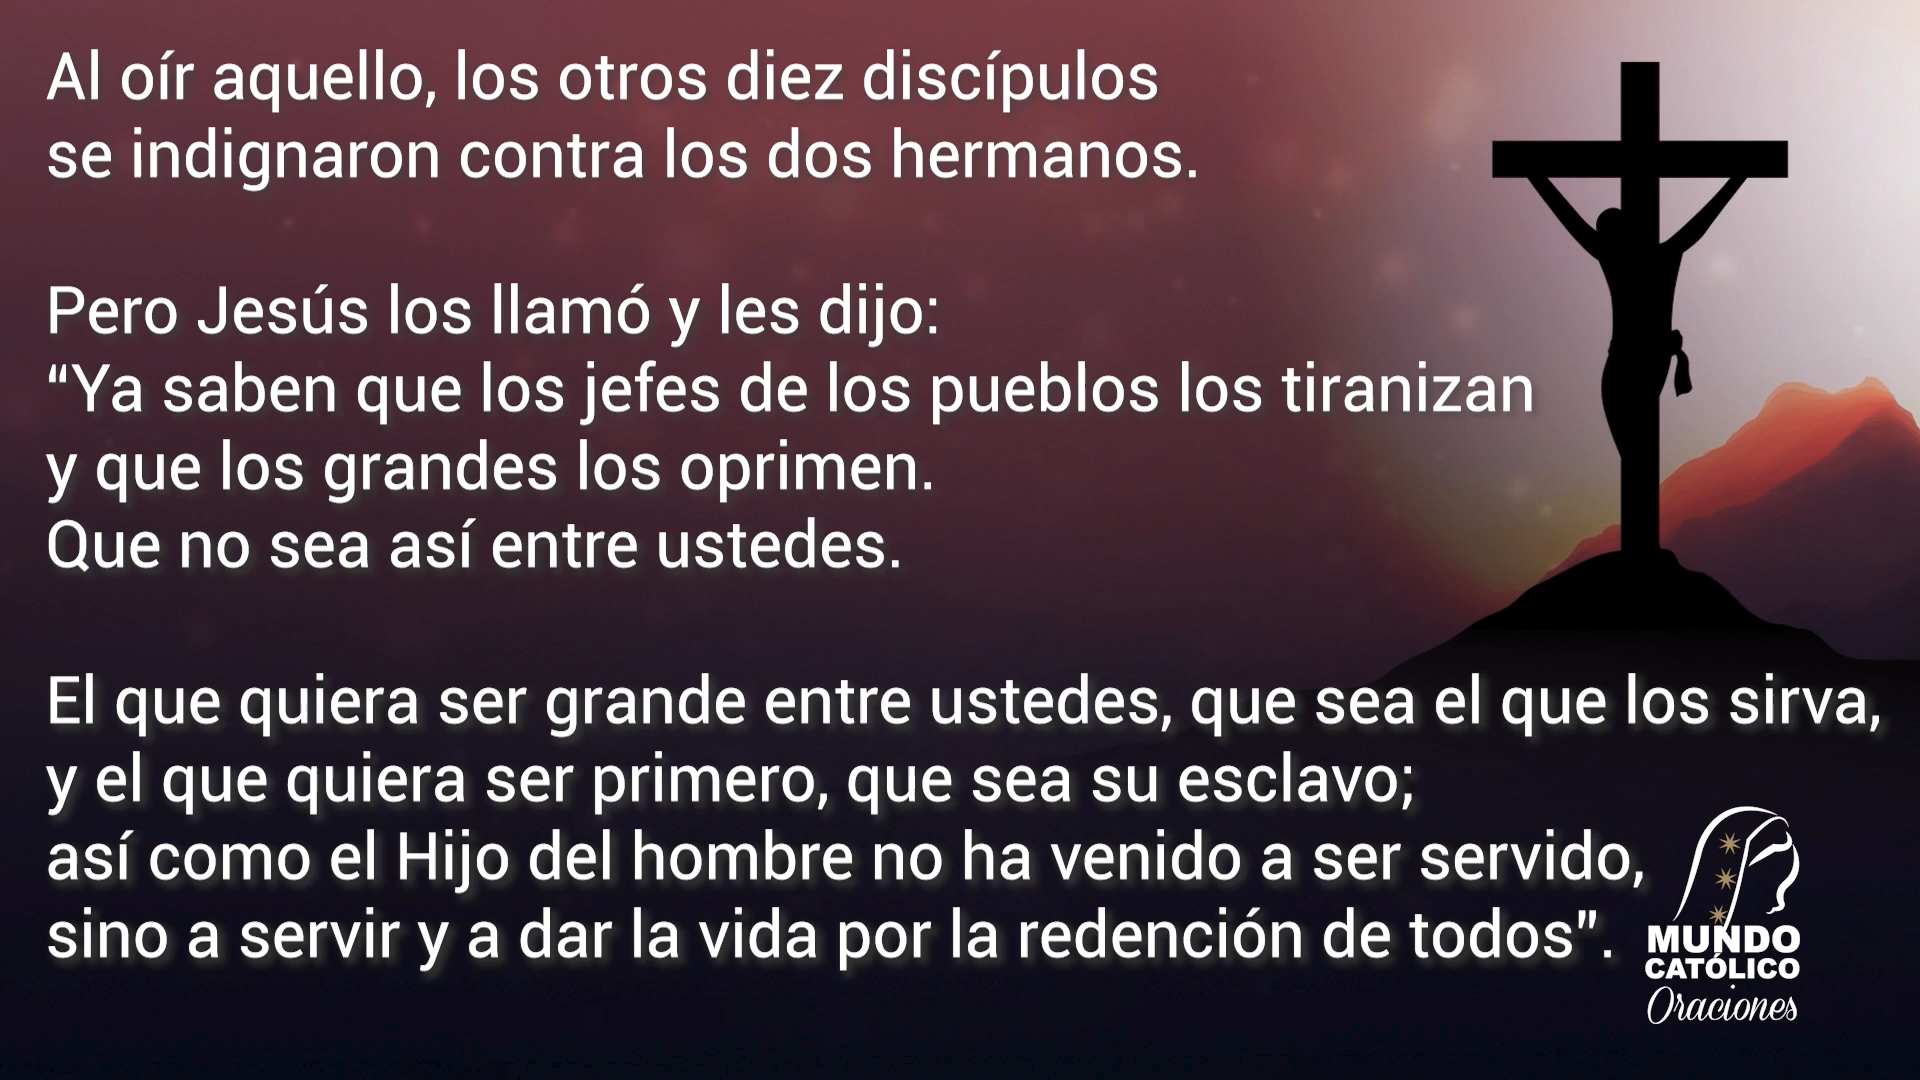 Al oír aquello, los otros diez discípulos
se indignaron contra los dos hermanos.
Pero Jesús los llamó y les dijo:
“Ya saben que los jefes de los pueblos los tiranizan
y que los grandes los oprimen.
Que no sea así entre ustedes.
El que quiera ser grande entre ustedes, que sea el que los sirva,
y el que quiera ser primero, que sea su esclavo;
así como el Hijo del hombre no ha venido a ser servido,
sino a servir y a dar la vida por la redención de todos”.
MUNDO
CATÓLICO
Oraciones